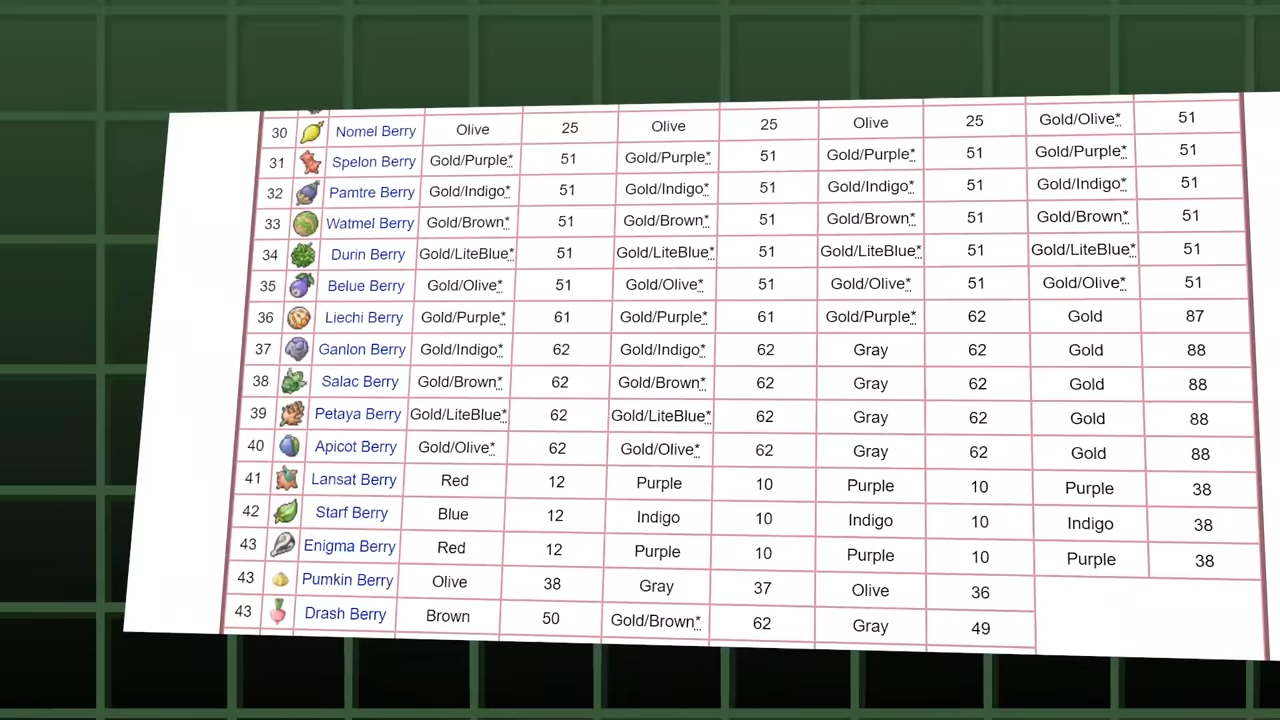 30 Nomel Berry Olive 25 Olive 25 Olive 25 Gold/Olive* 51
31 Spelon Berry Gold/Purple* 51 Gold/Purple* 51 Gold/Purple* 51 Gold/Purple* 51
32 Pamtre Berry Gold/Indigo* 51 Gold/Indigo* 51 Gold/Indigo* 51 Gold/Indigo* 51
33 Watmel Berry Gold/Brown* 51 Gold/Brown* 51 Gold/Brown* 51 Gold/Brown* 51
34 Durin Berry Gold/LiteBlue* 51 Gold/LiteBlue* 51 Gold/LiteBlue* 51 Gold/LiteBlue* 51
35 Belue Berry Gold/Olive* 51 Gold/Olive* 51 Gold/Olive* 51 Gold/Olive* 51
36 Liechi Berry Gold/Purple* 61 Gold/Purple* 61 Gold/Purple* 62 Gold 87
37 Ganlon Berry Gold/Indigo* 62 Gold/Indigo* 62 Gray 62 Gold 88
38 Salac Berry Gold/Brown* 62 Gold/Brown* 62 Gray 62 Gold 88
39 Petaya Berry Gold/LiteBlue* 62 Gold/LiteBlue* 62 Gray 62 Gold 88
40 Apicot Berry Gold/Olive* 62 Gold/Olive* 62 Gray 62 Gold 88
41 Lansat Berry Red 12 Purple 10 Purple 10 Purple 38
42 Starf Berry Blue 12 Indigo 10 Indigo 10 Indigo 38
43 Enigma Berry Red 12 Purple 10 Purple 10 Purple 38
43 Pumkin Berry Olive 38 Gray 37 Olive 36
43 Drash Berry Brown 50 Gold/Brown* 62 Gray 49